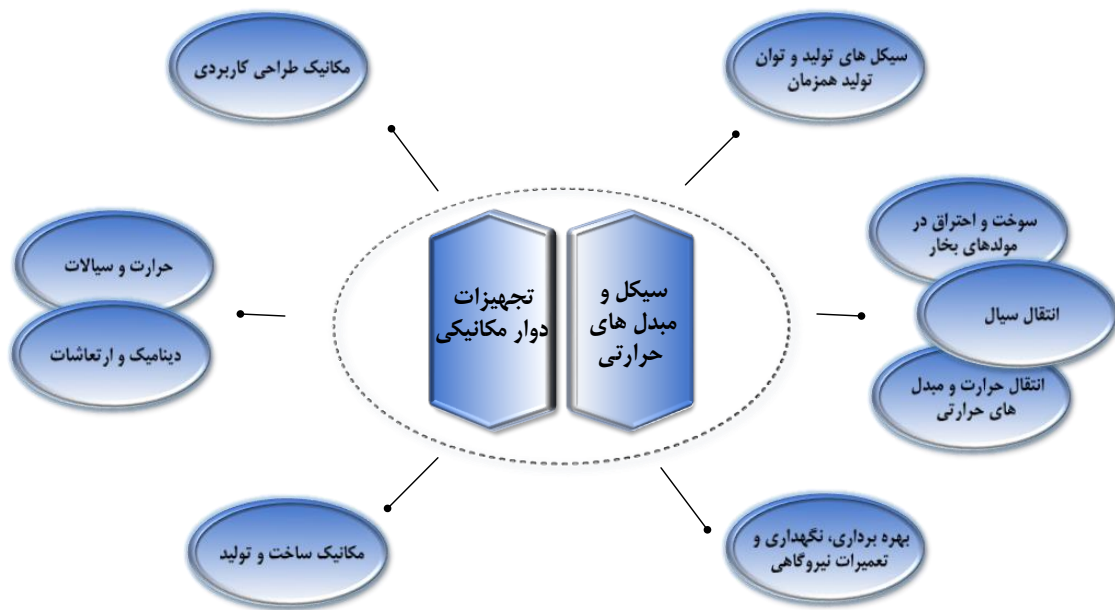 سیکل های تولید و توان
تولید همزمان
مکانیک طراحی کاربردی
سوخت و احتراق در
مولدهای بخار
انتقال سیال
انتقال حرارت و مبدل
های حرارتی
سیکل و
مبدل های
حرارتی
تجهیزات
دوار مکانیکی
حرارت و سیالات
دینامیک و ارتعاشات
بهره برداری، نگهداری و
تعمیرات نیروگاهی
مکانیک ساخت و تولید